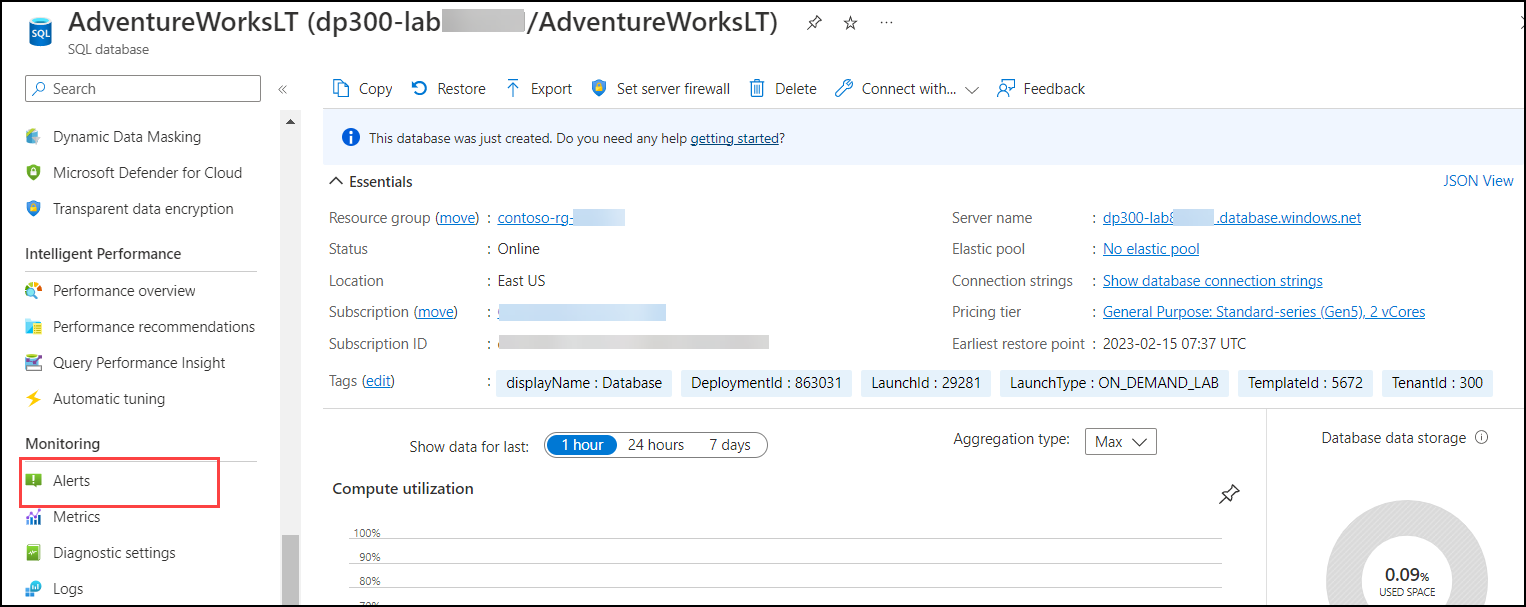 AdventureWorksLT (dp300-lab /AdventureWorksLT)
SQL
SQL database
Search
Copy Restore Export Set server firewall Delete Connect with... Feedback
Dynamic Data Masking
Microsoft Defender for Cloud
Transparent data encryption
Intelligent Performance
Performance overview
Performance recommendations
Query Performance Insight
Automatic tuning
Monitoring
Alerts
Metrics
Diagnostic settings
Logs
This database was just created. Do you need any help getting started?
Essentials
JSON View
Resource group (move) : contoso-rg-
Status : Online
Location : East US
Subscription (move) :
Subscription ID :
Server name : dp300-lab .database.windows.net
Elastic pool : No elastic pool
Connection strings : Show database connection strings
Pricing tier : General Purpose: Standard-series (Gen5), 2 vCores
Earliest restore point : 2023-02-15 07:37 UTC
Tags (edit) : displayName : Database DeploymentId : 863031 LaunchId : 29281 LaunchType : ON_DEMAND_LAB TemplateId : 5672 TenantId : 300
Show data for last: 1 hour 24 hours 7 days
Aggregation type: Max
Compute utilization
100%
90%
80%
70%
Database data storage
0.09%
USED SPACE